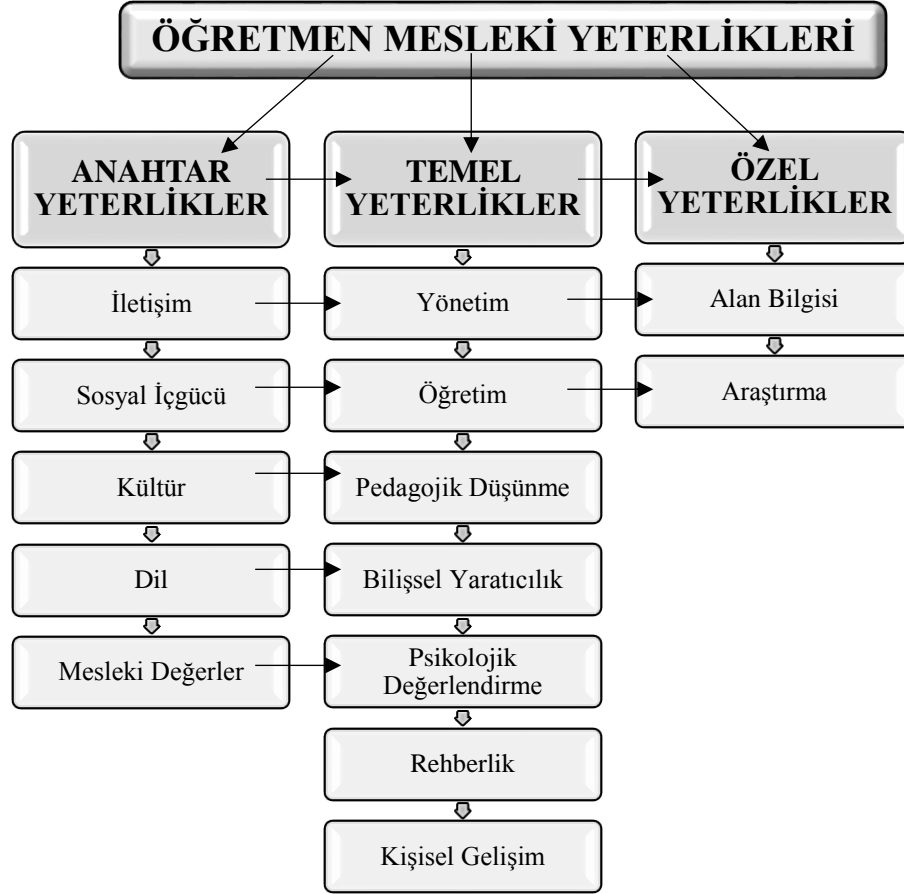 ÖĞRETMEN MESLEKİ YETERLİKLERİ
ANAHTAR
YETERLİKLER
İletişim
Sosyal İçgücü
Kültür
Dil
Mesleki Değerler
TEMEL
YETERLİKLER
Yönetim
Öğretim
Pedagojik Düşünme
Bilişsel Yaratıcılık
Psikolojik
Değerlendirme
Rehberlik
Kişisel Gelişim
ÖZEL
YETERLİKLER
Alan Bilgisi
Araştırma